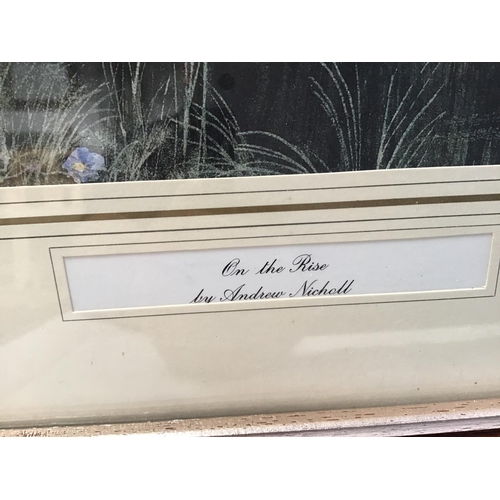 On the Rise
by Andrew Nicholl